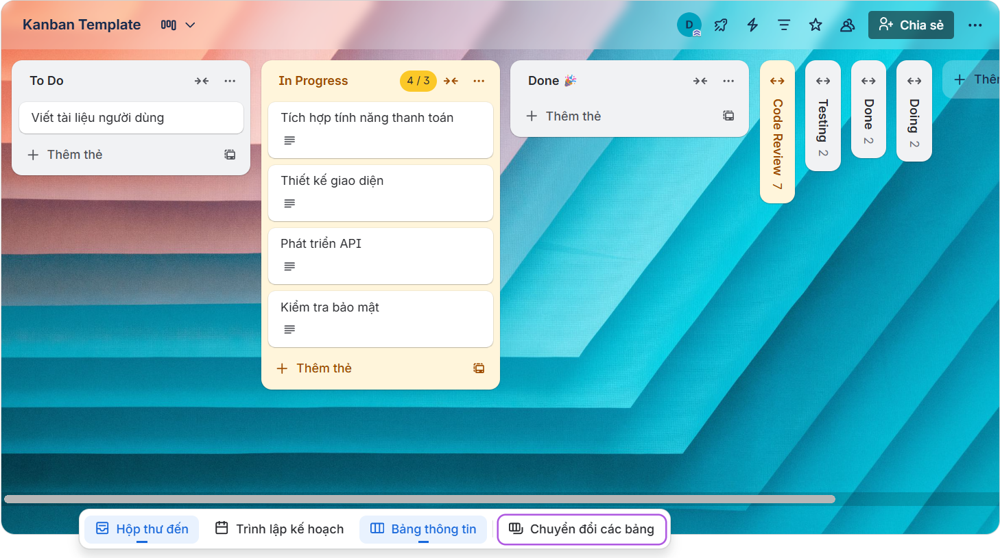 Kanban Template
D
Chia sẻ
To Do
Viết tài liệu người dùng
Thêm thẻ
In Progress
4 / 3
Tích hợp tính năng thanh toán
Thiết kế giao diện
Phát triển API
Kiểm tra bảo mật
Thêm thẻ
Done 🎉
Thêm thẻ
Code Review 7
Testing 2
Done 2
Doing 2
Hộp thư đến
Trình lập kế hoạch
Bảng thông tin
Chuyển đổi các bảng